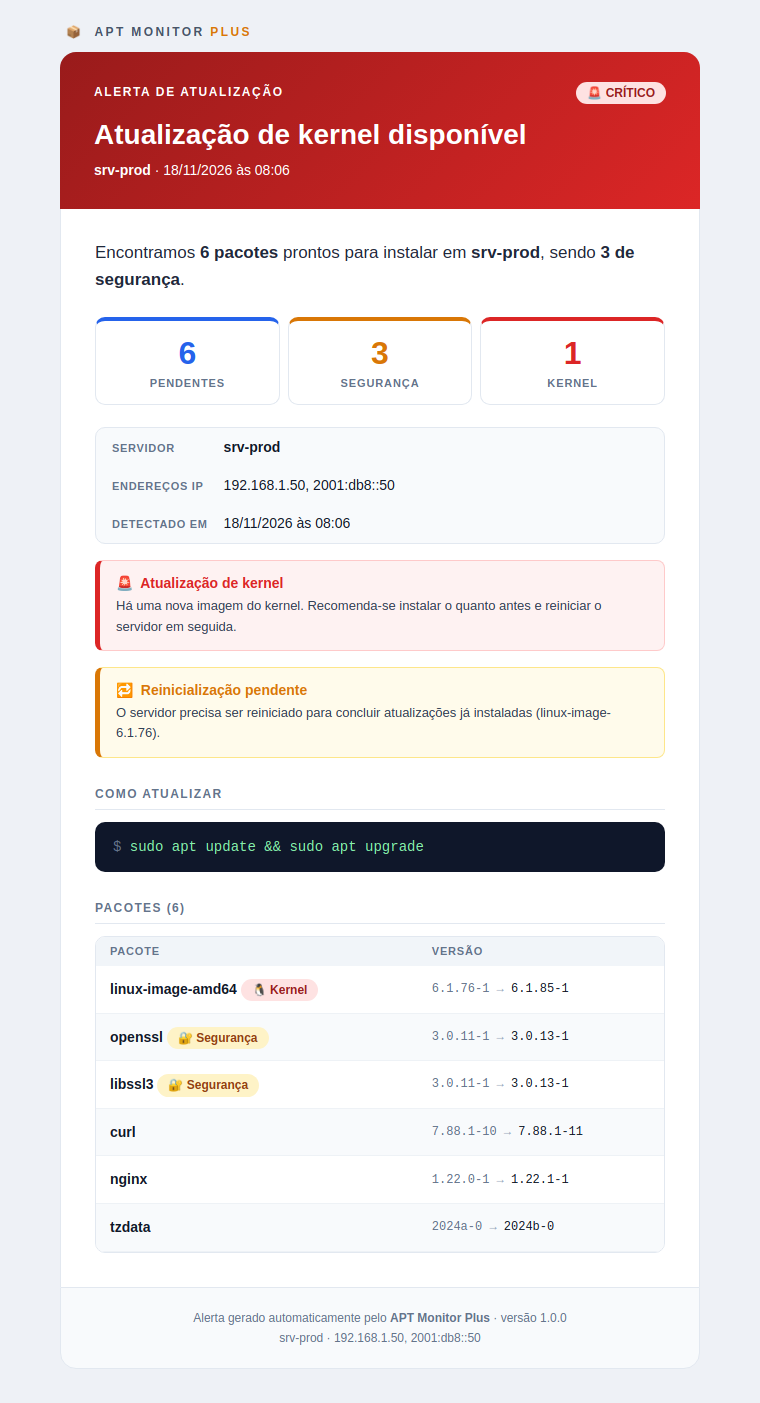 📦 APT MONITOR PLUS
ALERTA DE ATUALIZAÇÃO
🚨 CRÍTICO
Atualização de kernel disponível
srv-prod · 18/11/2026 às 08:06
Encontramos 6 pacotes prontos para instalar em srv-prod, sendo 3 de
segurança.
6
PENDENTES
3
SEGURANÇA
1
KERNEL
SERVIDOR srv-prod
ENDEREÇOS IP 192.168.1.50, 2001:db8::50
DETECTADO EM 18/11/2026 às 08:06
🚨 Atualização de kernel
Há uma nova imagem do kernel. Recomenda-se instalar o quanto antes e reiniciar o
servidor em seguida.
🔁 Reinicialização pendente
O servidor precisa ser reiniciado para concluir atualizações já instaladas (linux-image-
6.1.76).
COMO ATUALIZAR
$ sudo apt update && sudo apt upgrade
PACOTES (6)
PACOTE VERSÃO
linux-image-amd64 🐧 Kernel 6.1.76-1 → 6.1.85-1
openssl 🔐 Segurança 3.0.11-1 → 3.0.13-1
libssl3 🔐 Segurança 3.0.11-1 → 3.0.13-1
curl 7.88.1-10 → 7.88.1-11
nginx 1.22.0-1 → 1.22.1-1
tzdata 2024a-0 → 2024b-0
Alerta gerado automaticamente pelo APT Monitor Plus · versão 1.0.0
srv-prod · 192.168.1.50, 2001:db8::50